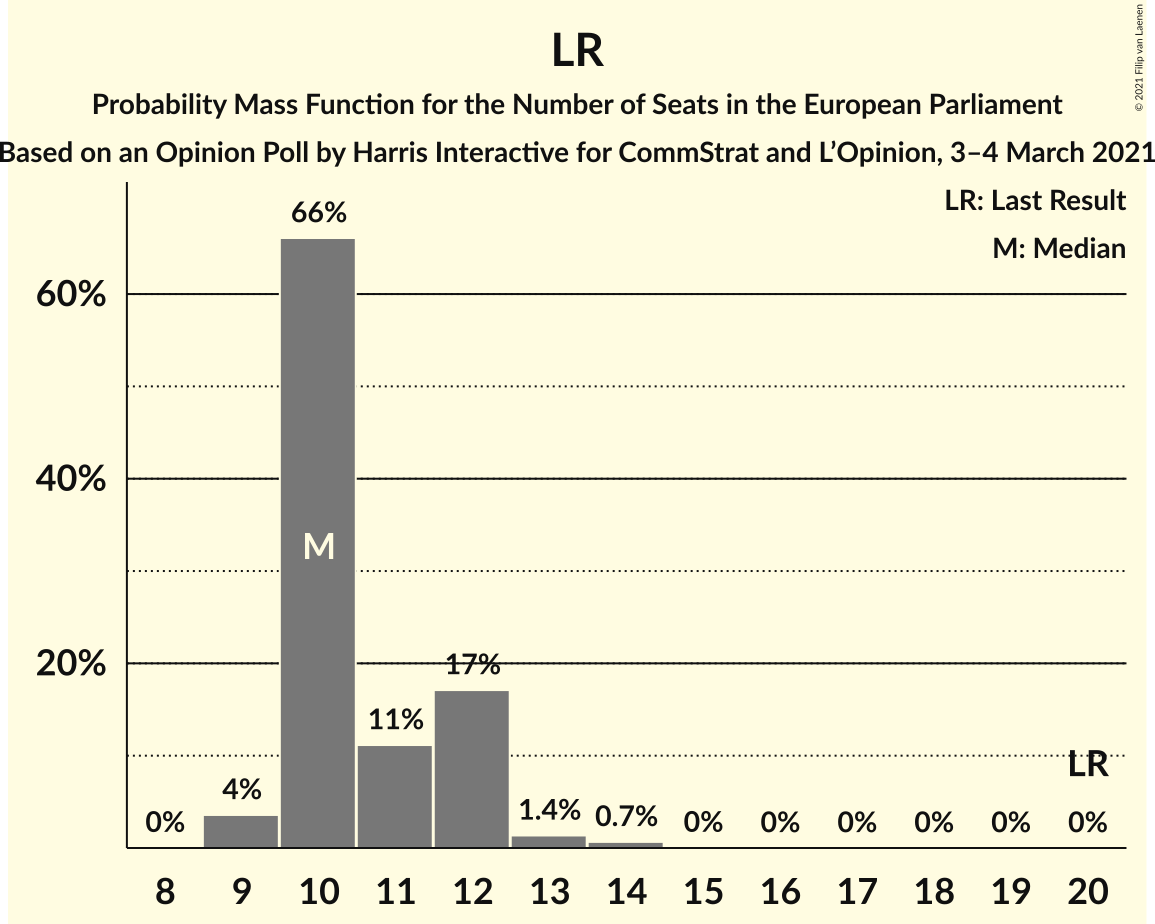 LR
Probability Mass Function for the Number of Seats in the European Parliament
Based on an Opinion Poll by Harris Interactive for CommStrat and L’Opinion, 3–4 March 2021
© 2021 Filip van Laenen
LR: Last Result
M: Median
66%
60%
M
40%
20%
17%
11%
LR
4%
0%
1.4%
0.7%
0%
0%
0%
0%
0%
0%
8 9 10 11 12 13 14 15 16 17 18 19 20